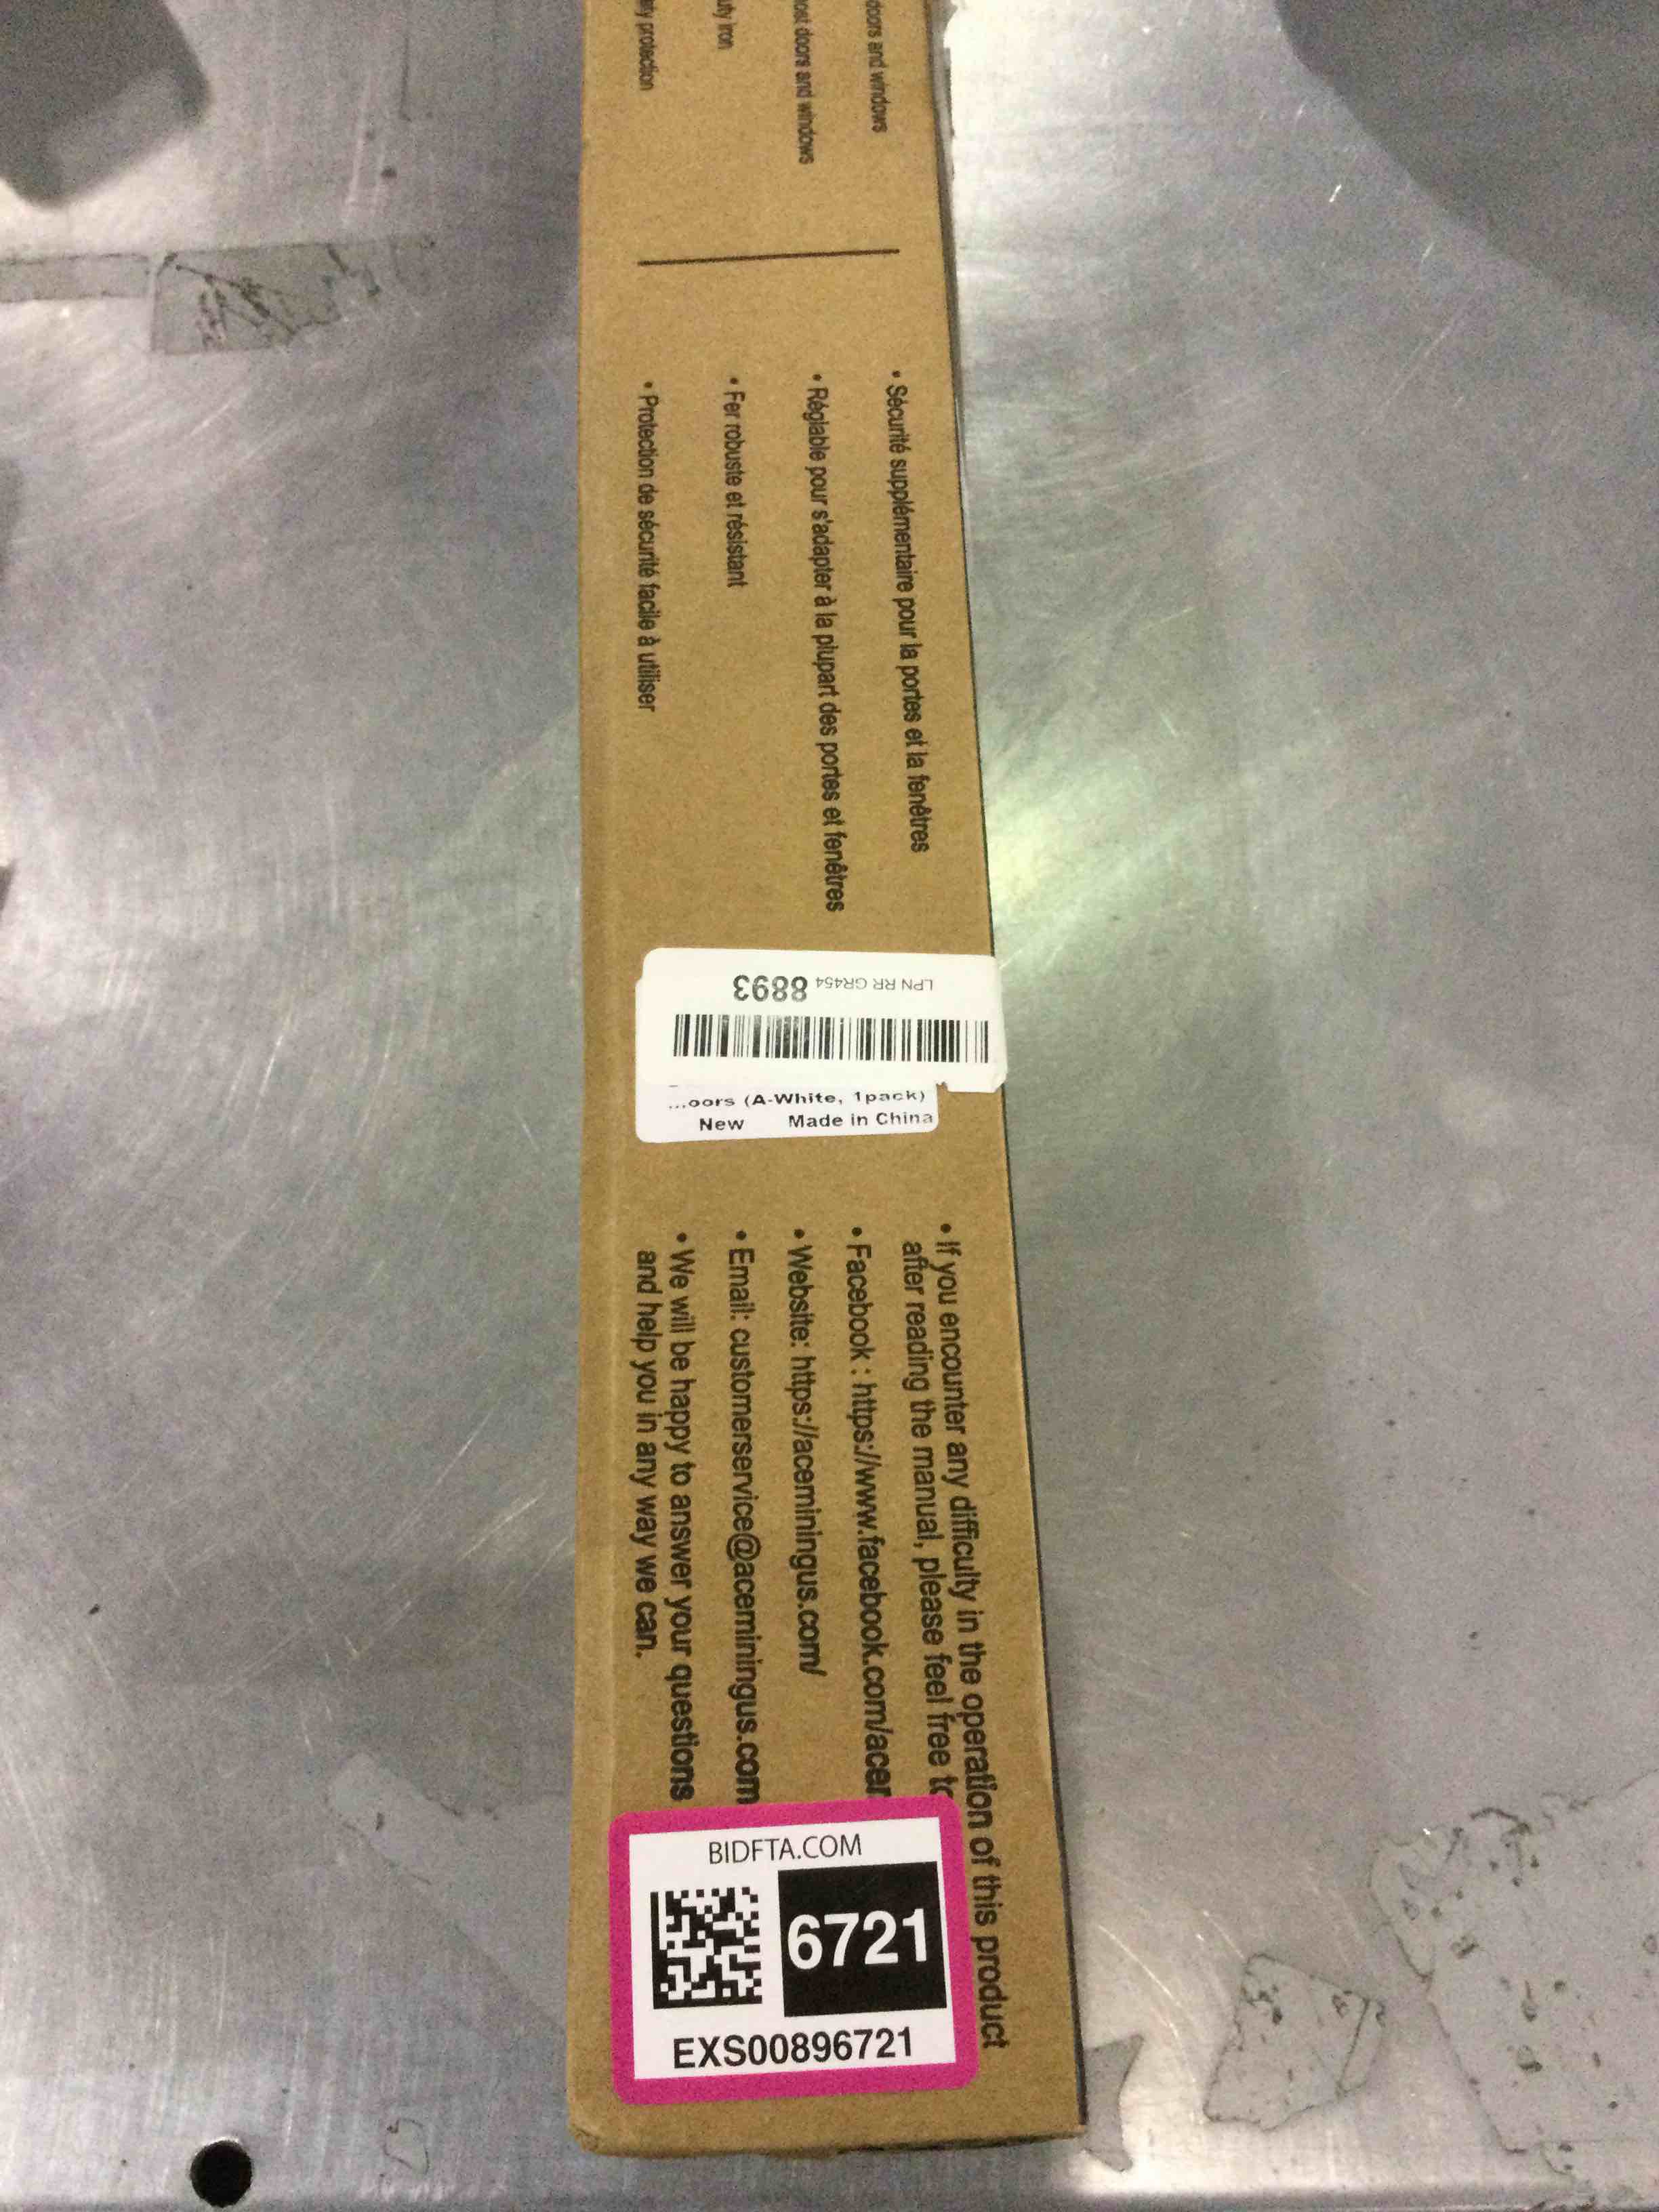 doors and windows
ost doors and windows
uty iron
ety protection
• Sécurité supplémentaire pour la portes et la fenêtres
• Réglable pour s'adapter à la plupart des portes et fenêtres
• Fer robuste et résistant
• Protection de sécurité facile à utiliser
LPN RR GR454 8893
...oors (A-White, 1pack)
New Made in China
• If you encounter any difficulty in the operation of this product
after reading the manual, please feel free to
• Facebook : https://www.facebook.com/acer
• Website: https://aceminingus.com/
• Email: customerservice@aceminingus.com
• We will be happy to answer your questions
and help you in any way we can.
BIDFTA.COM
6721
EXS00896721